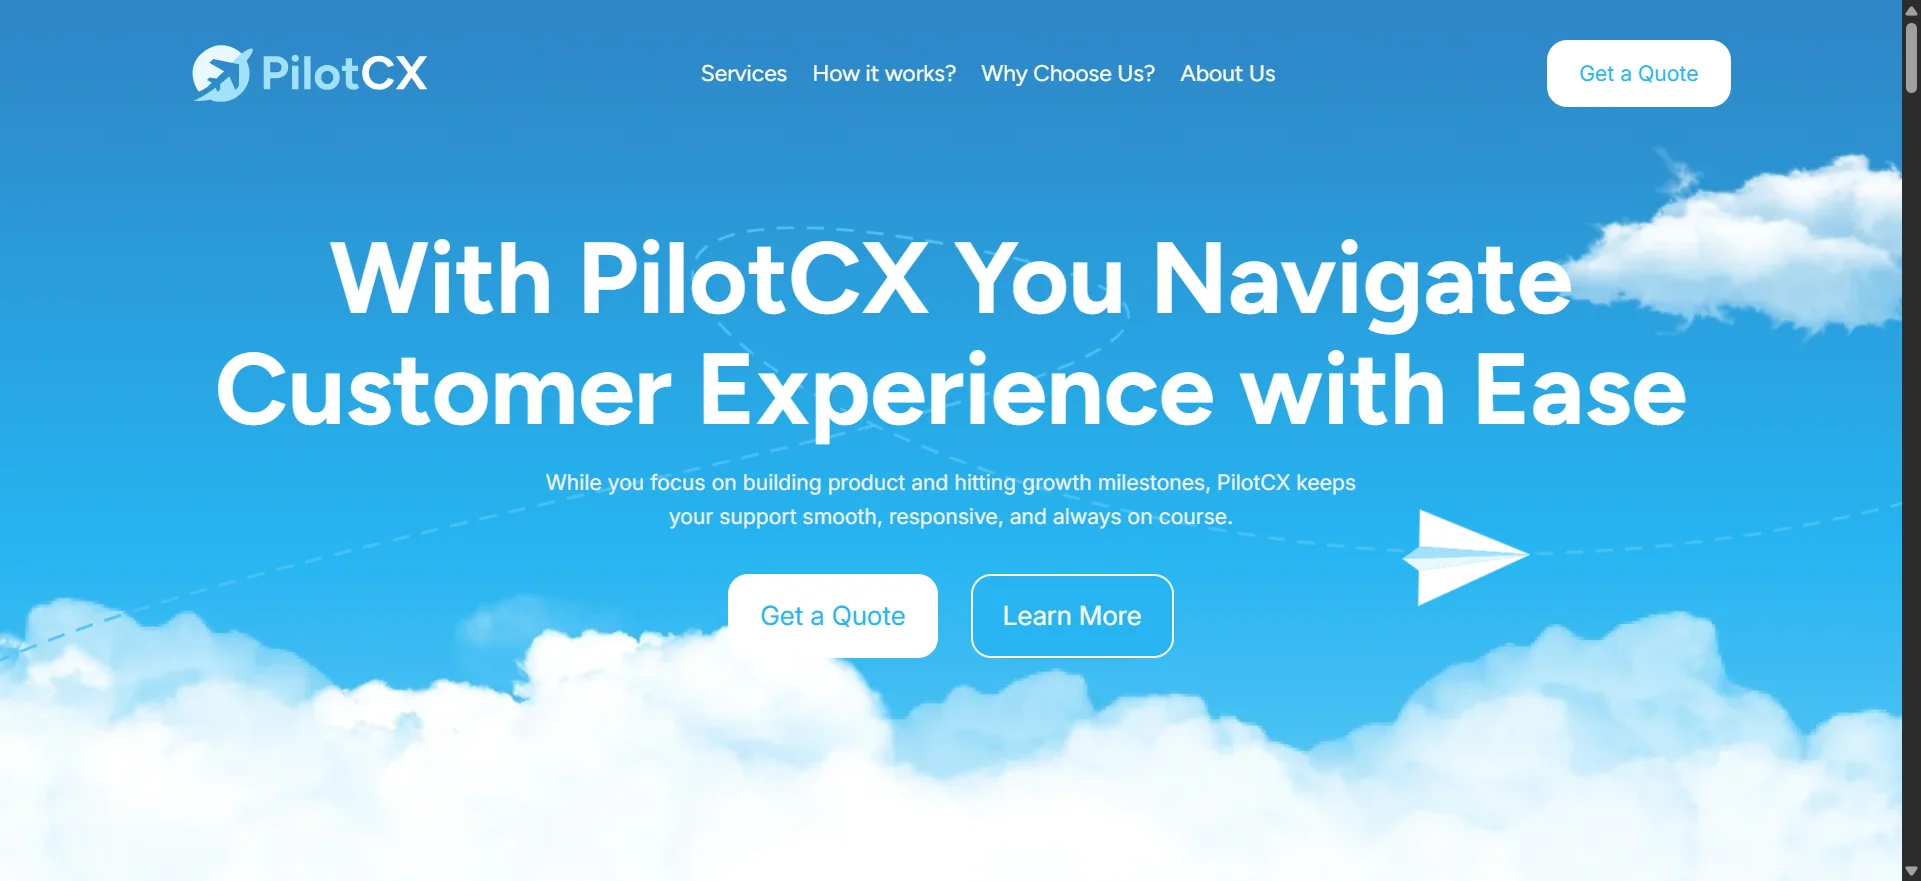 PilotCX
Services
How it works?
Why Choose Us?
About Us
Get a Quote
With PilotCX You Navigate
Customer Experience with Ease
While you focus on building product and hitting growth milestones, PilotCX keeps
your support smooth, responsive, and always on course.
Get a Quote
Learn More